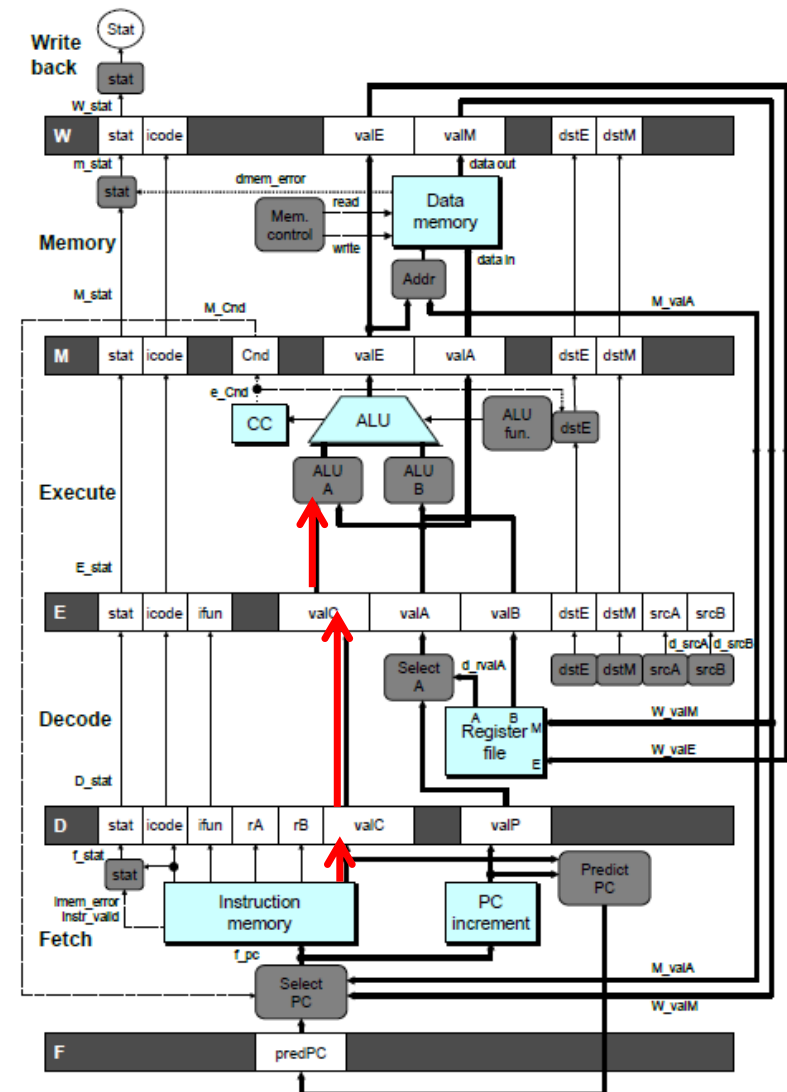 Stat
Write
back
stat
W_stat
W stat icode valE valM dstE dstM
m_stat
data out
stat
dmem_error
read
Mem.
control
write
Data
memory
Memory
data in
Addr
M_stat
M_Cnd
M_valA
M stat icode Cnd valE valA dstE dstM
e_Cnd
CC
ALU
ALU
fun.
dstE
ALU
A
ALU
B
Execute
E_stat
E stat icode ifun valC valA valB dstE dstM srcA srcB
d_srcA d_srcB
Select
A
d_rvalA
dstE dstM srcA srcB
Decode
A B
Register
file
M
E
W_valM
W_valE
D_stat
D stat icode ifun rA rB valC valP
f_stat
stat
Imem_error
Instr_valid
Instruction
memory
PC
increment
Predict
PC
Fetch
f_pc
Select
PC
M_valA
W_valM
F predPC